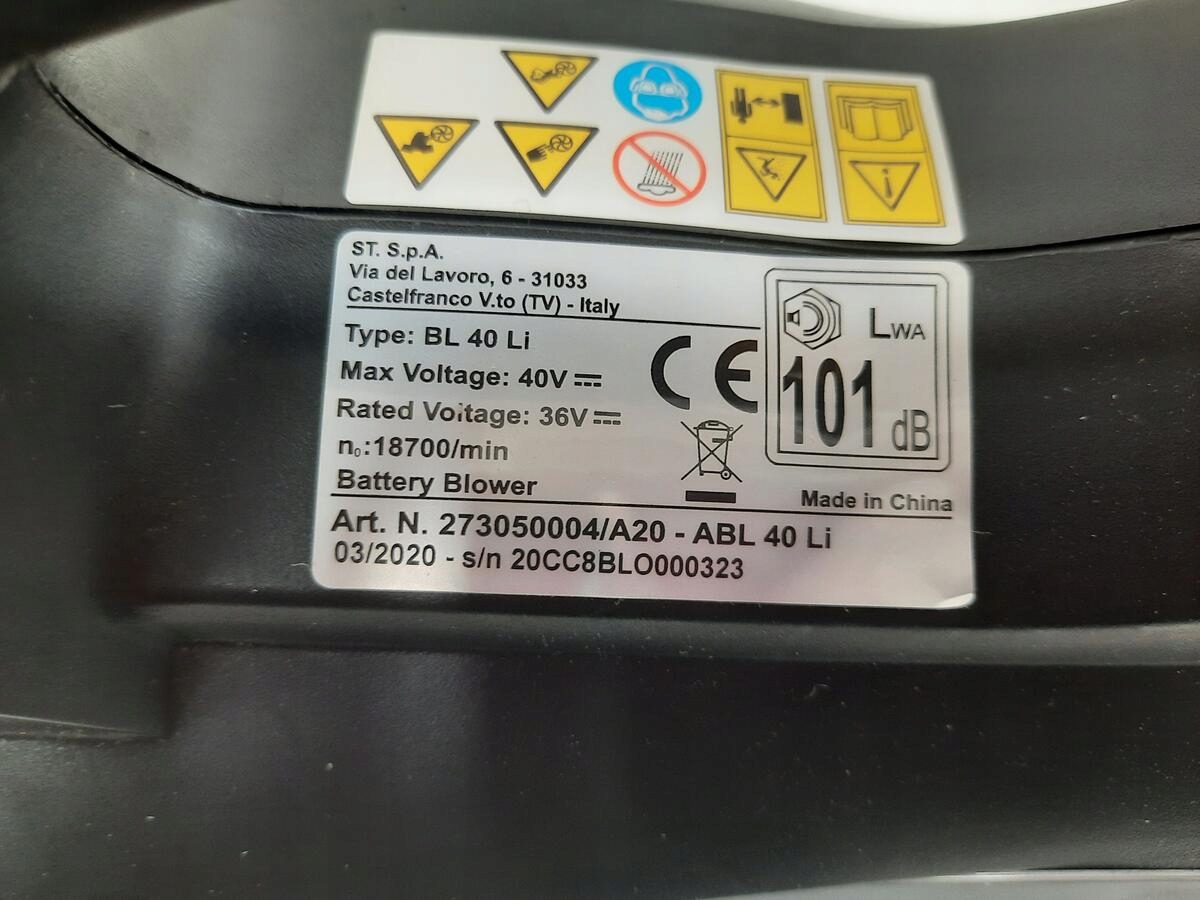 ST. S.p.A.
Via del Lavoro, 6 - 31033
Castelfranco V.to (TV) - Italy
Type: BL 40 Li
Max Voltage: 40V
Rated Voltage: 36V
n₀:18700/min
Battery Blower
CE
LWA
101 dB
Made in China
Art. N. 273050004/A20 - ABL 40 Li
03/2020 - s/n 20CC8BLO000323